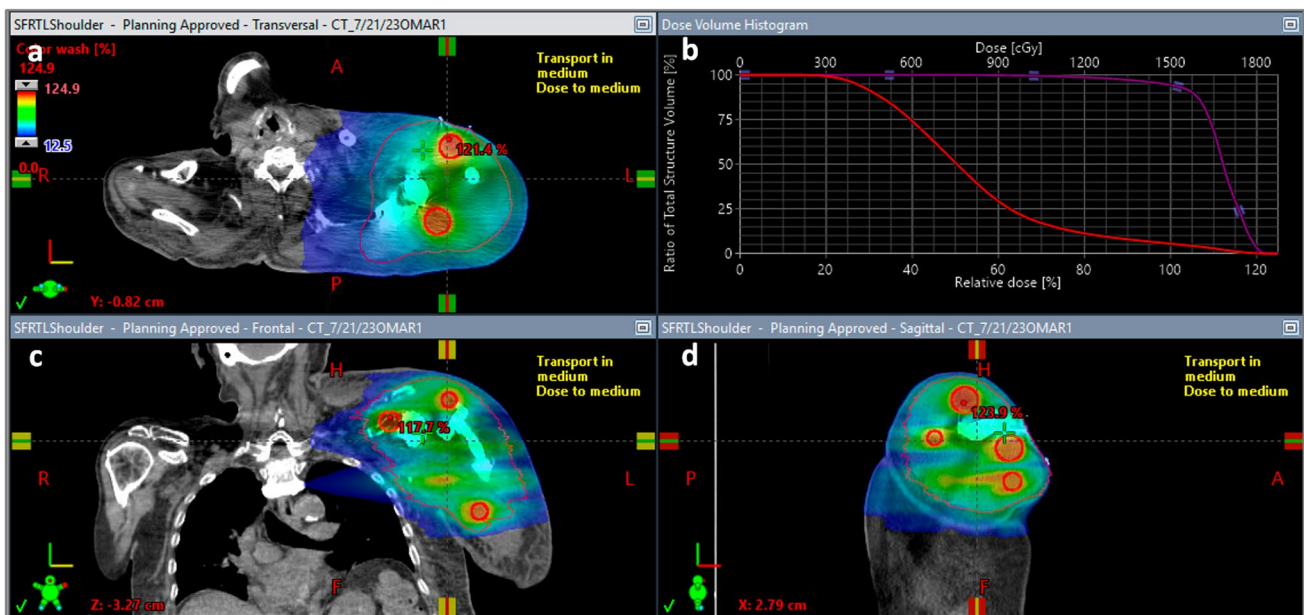 SFRTLShoulder - Planning Approved - Transversal - CT_7/21/23OMAR1
a
Color wash [%]
124.9
124.9
12.5
0.0
A
Transport in
medium
Dose to medium
121.4 %
R
L
P
Y: -0.82 cm
Dose Volume Histogram
b
Dose [cGy]
0 300 600 900 1200 1500 1800
Ratio of Total Structure Volume [%]
100
75
50
25
0
0 20 40 60 80 100 120
Relative dose [%]
SFRTLShoulder - Planning Approved - Frontal - CT_7/21/23OMAR1
c
H
Transport in
medium
Dose to medium
117.7 %
R
L
F
Z: -3.27 cm
SFRTLShoulder - Planning Approved - Sagittal - CT_7/21/23OMAR1
d
H
Transport in
medium
Dose to medium
123.9 %
P
A
F
X: 2.79 cm